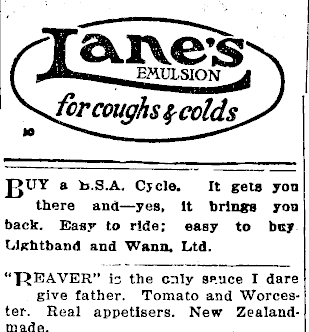 Lane's
EMULSION
for coughs & colds
10
BUY a B.S.A. Cycle. It gets you
there and—yes, it brings you
back. Easy to ride; easy to buy
Lightband and Wann, Ltd.
"REAVER" is the only sauce I dare
give father. Tomato and Worces-
ter. Real appetisers. New Zealand-
made.